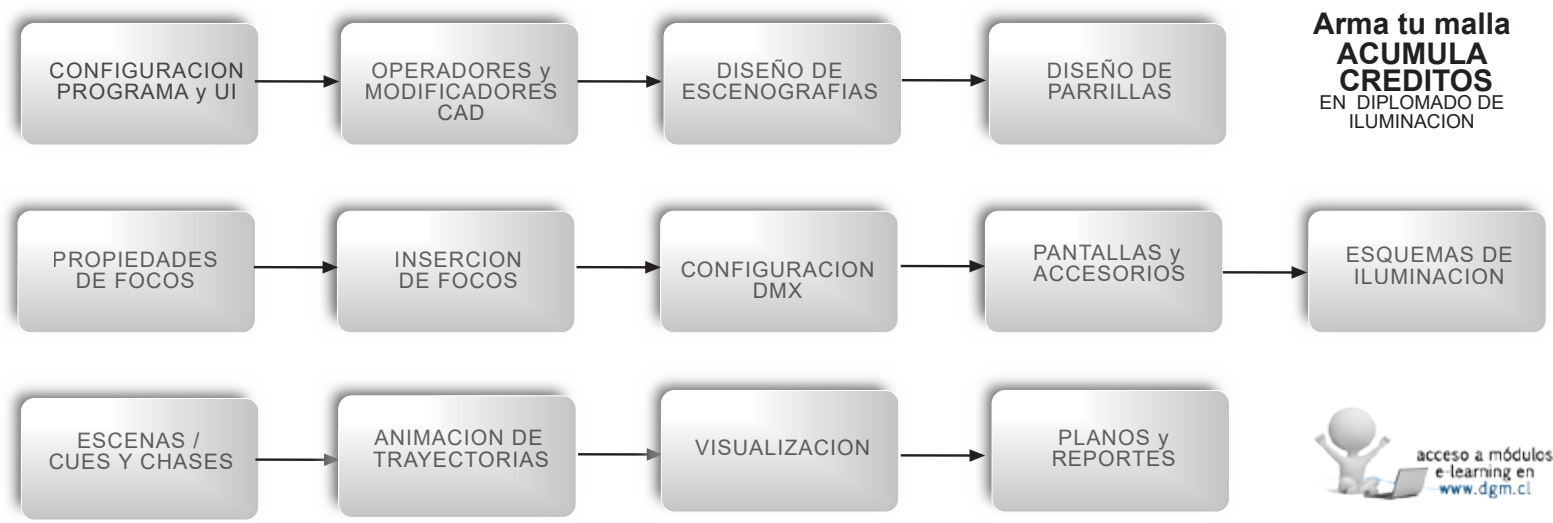 CONFIGURACION
PROGRAMA y UI
OPERADORES y
MODIFICADORES
CAD
DISEÑO DE
ESCENOGRAFIAS
DISEÑO DE
PARRILLAS
Arma tu malla
ACUMULA
CREDITOS
EN DIPLOMADO DE
ILUMINACION
PROPIEDADES
DE FOCOS
INSERCION
DE FOCOS
CONFIGURACION
DMX
PANTALLAS y
ACCESORIOS
ESQUEMAS DE
ILUMINACION
ESCENAS /
CUES Y CHASES
ANIMACION DE
TRAYECTORIAS
VISUALIZACION
PLANOS y
REPORTES
acceso a módulos
e-learning en
www.dgm.cl